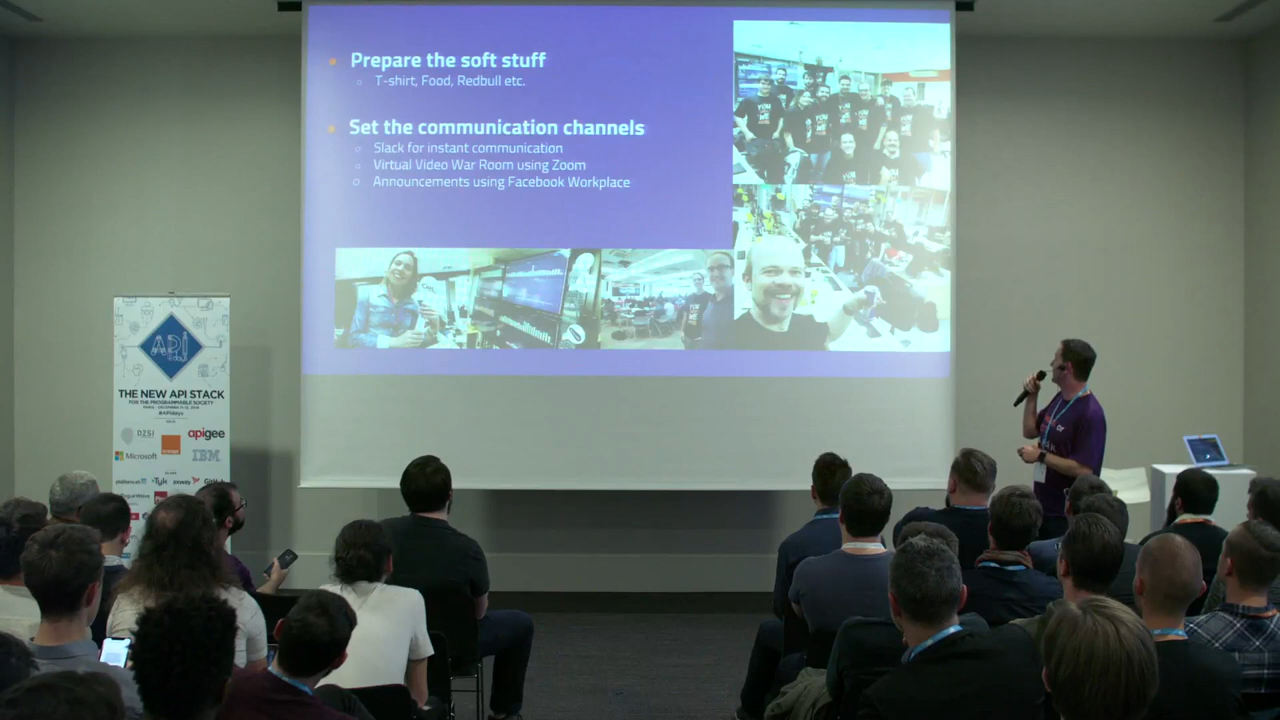 Prepare the soft stuff
T-shirt, Food, Redbull etc.
Set the communication channels
Slack for instant communication
Virtual Video War Room using Zoom
Announcements using Facebook Workplace
API
THE NEW API STACK
FOR THE PROGRAMMABLE SOCIETY
#APIdays
apigee
Microsoft
orange
IBM